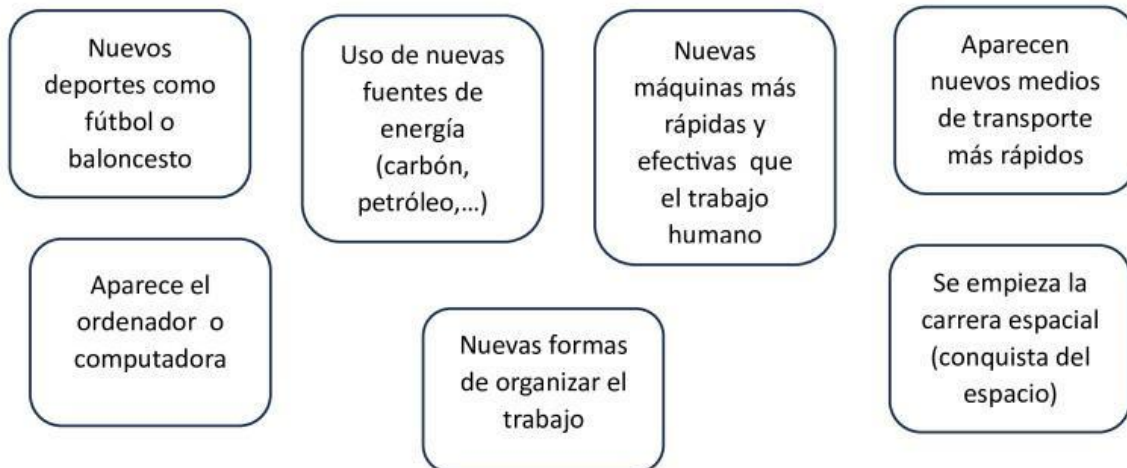 Nuevos
deportes como
fútbol o
baloncesto
Uso de nuevas
fuentes de
energía
(carbón,
petróleo,…)
Nuevas
máquinas más
rápidas y
efectivas que
el trabajo
humano
Aparecen
nuevos medios
de transporte
más rápidos
Aparece el
ordenador o
computadora
Nuevas formas
de organizar el
trabajo
Se empieza la
carrera espacial
(conquista del
espacio)